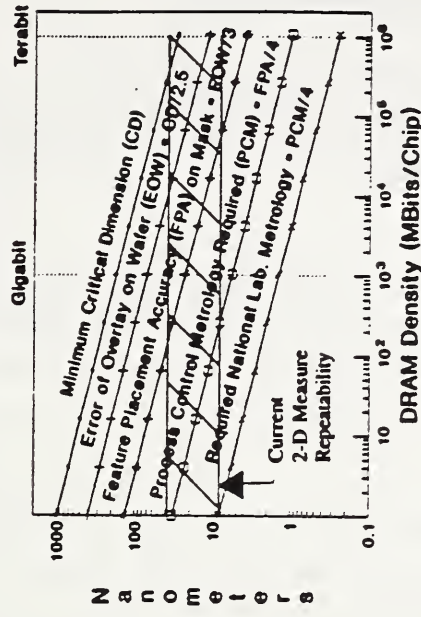 Gigabit
Terabit
Minimum Critical Dimension (CD)
Error of Overlay on Wafer (EOW) = CD/2.5
Feature Placement Accuracy (FPA) on Mask = EOW/3
Process Control Metrology Required (PCM) = FPA/4
Required National Lab. Metrology = PCM/4
Current
2-D Measure
Repeatability
1000
100
10
1
0.1
Nanometers
10
10²
10³
10⁴
10⁵
10⁶
DRAM Density (MBits/Chip)